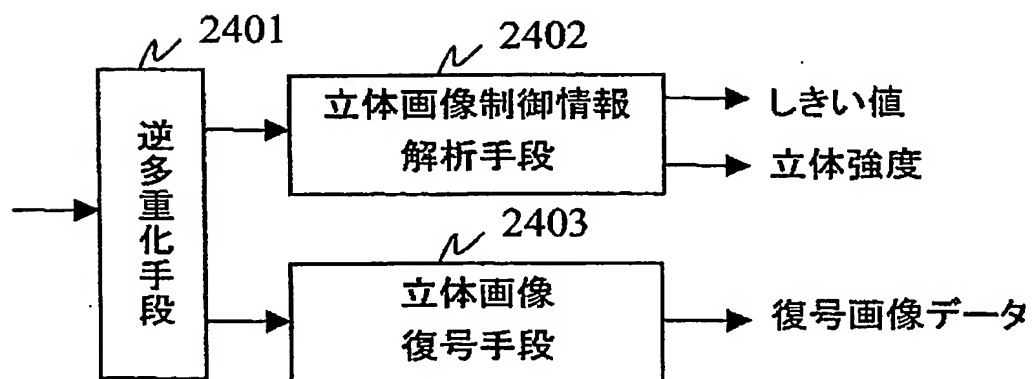 2401
逆多重化手段
2402
立体画像制御情報
解析手段
しきい値
立体強度
2403
立体画像
復号手段
復号画像データ